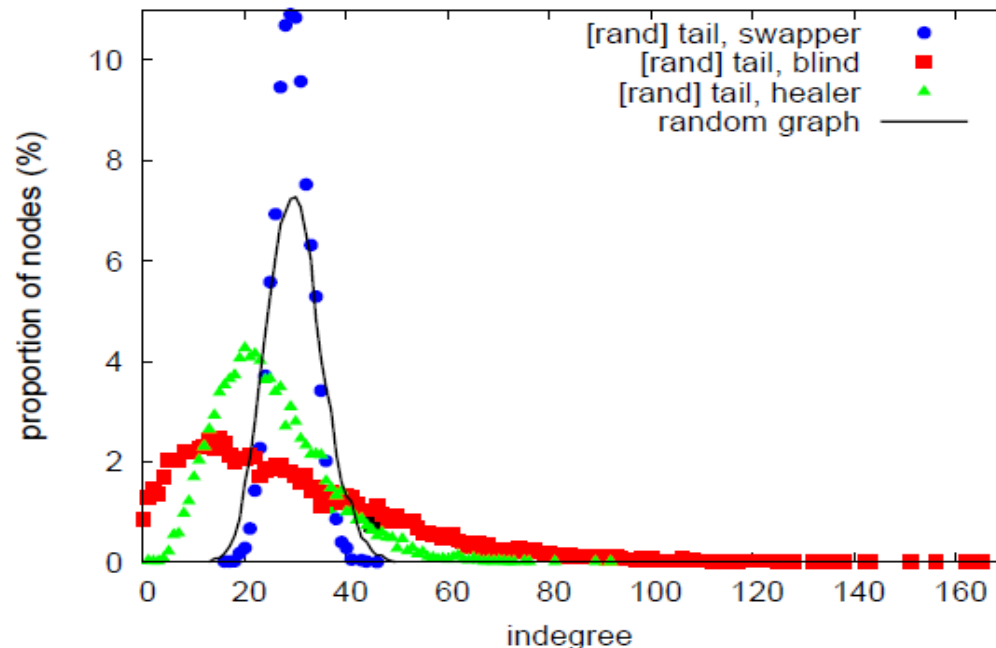 [rand] tail, swapper
[rand] tail, blind
[rand] tail, healer
random graph
proportion of nodes (%)
10
8
6
4
2
0
0 20 40 60 80 100 120 140 160
indegree